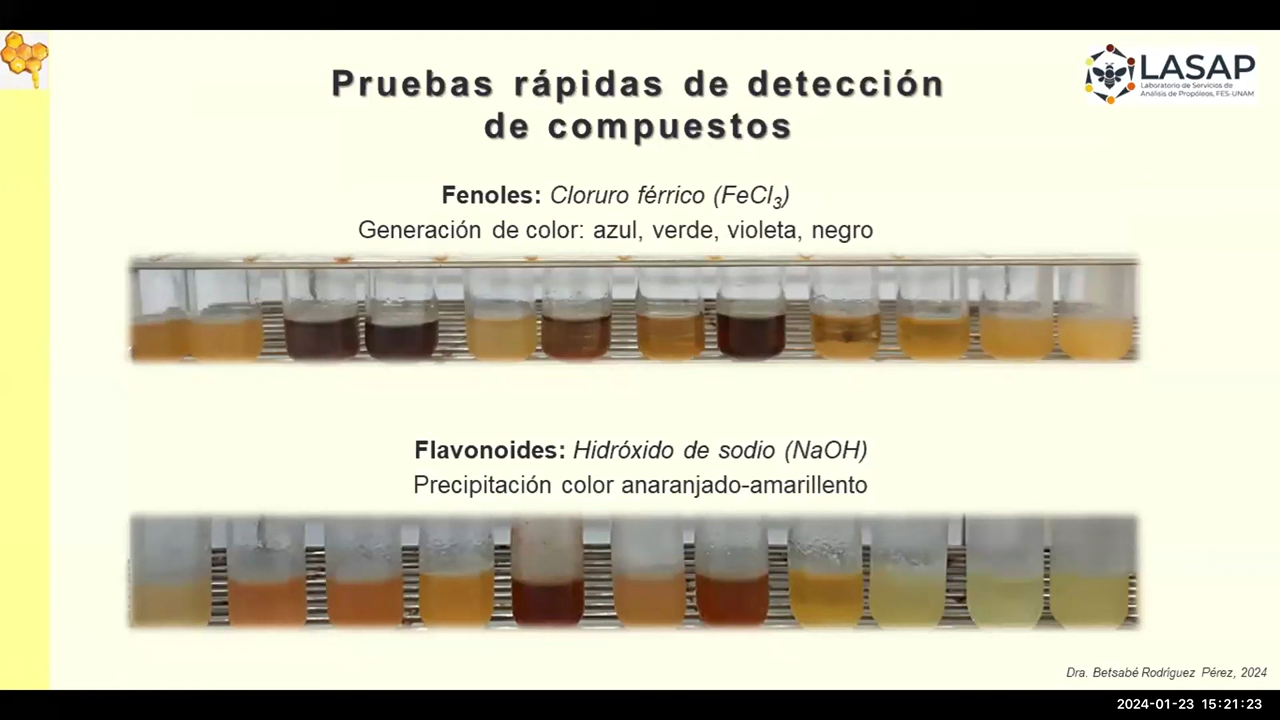 Pruebas rápidas de detección
de compuestos
LASAP
Laboratorio de Servicios de
Análisis de Propóleos, FES-UNAM
Fenoles: Cloruro férrico (FeCl₃)
Generación de color: azul, verde, violeta, negro
Flavonoides: Hidróxido de sodio (NaOH)
Precipitación color anaranjado-amarillento
Dra. Betsabé Rodríguez Pérez, 2024
2024-01-23 15:21:23